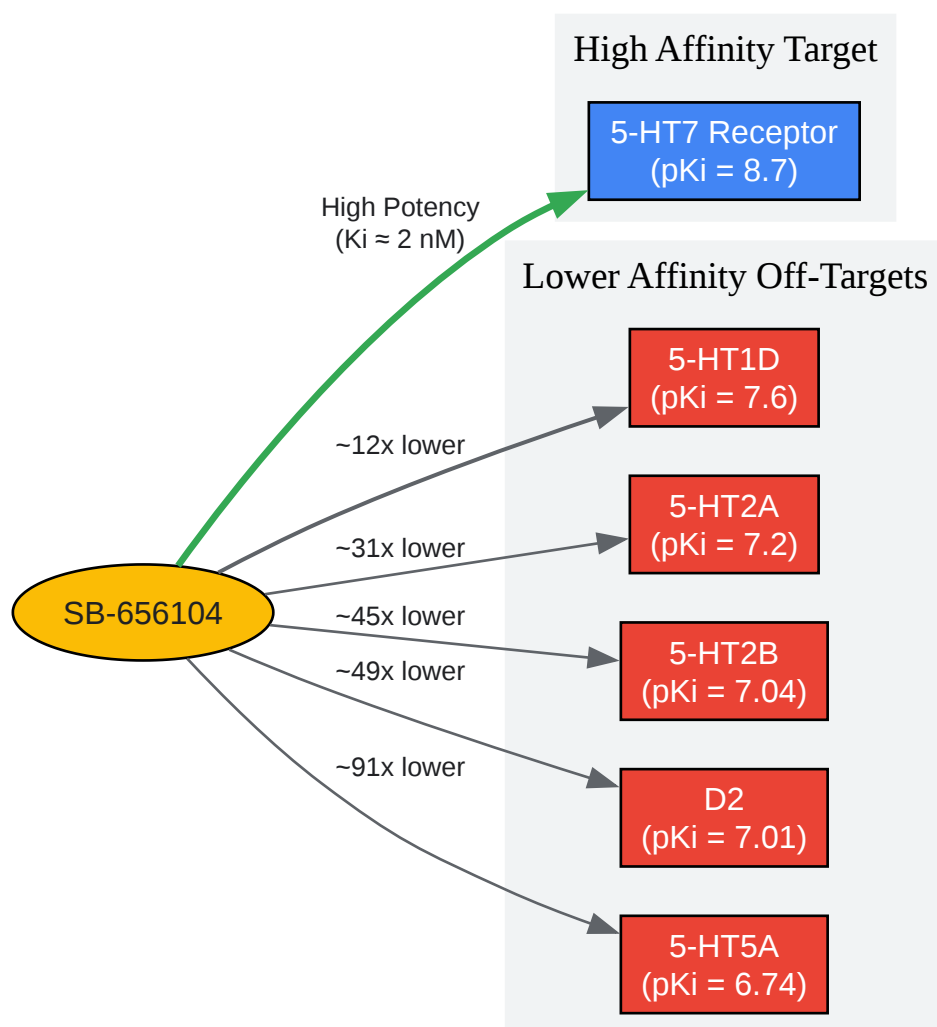 High Affinity Target
5-HT7 Receptor
(pKi = 8.7)
High Potency
(Ki ≈ 2 nM)
Lower Affinity Off-Targets
5-HT1D
(pKi = 7.6)
~12x lower
5-HT2A
(pKi = 7.2)
~31x lower
SB-656104
~45x lower
5-HT2B
(pKi = 7.04)
~49x lower
D2
(pKi = 7.01)
~91x lower
5-HT5A
(pKi = 6.74)